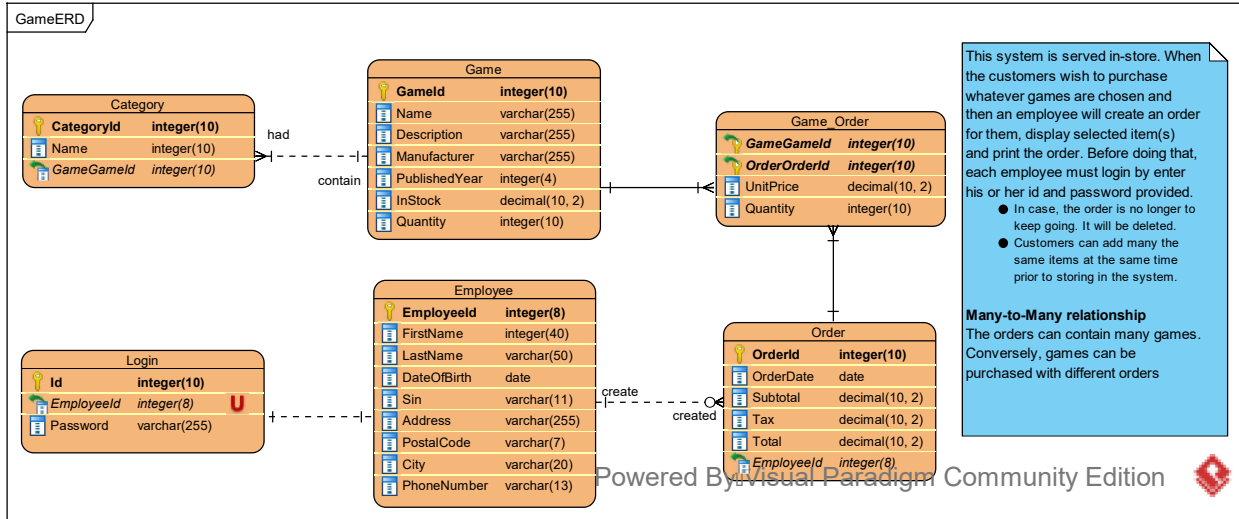 GameERD
Category
CategoryId integer(10)
Name integer(10)
GameGameId integer(10)
had
contain
Game
GameId integer(10)
Name varchar(255)
Description varchar(255)
Manufacturer varchar(255)
PublishedYear integer(4)
InStock decimal(10, 2)
Quantity integer(10)
Game_Order
GameGameId integer(10)
OrderOrderId integer(10)
UnitPrice decimal(10, 2)
Quantity integer(10)
Login
Id integer(10)
EmployeeId integer(8) U
Password varchar(255)
Employee
EmployeeId integer(8)
FirstName integer(40)
LastName varchar(50)
DateOfBirth date
Sin varchar(11)
Address varchar(255)
PostalCode varchar(7)
City varchar(20)
PhoneNumber varchar(13)
create
created
Order
OrderId integer(10)
OrderDate date
Subtotal decimal(10, 2)
Tax decimal(10, 2)
Total decimal(10, 2)
EmployeeId integer(8)
This system is served in-store. When
the customers wish to purchase
whatever games are chosen and
then an employee will create an order
for them, display selected item(s)
and print the order. Before doing that,
each employee must login by enter
his or her id and password provided.
● In case, the order is no longer to
keep going. It will be deleted.
● Customers can add many the
same items at the same time
prior to storing in the system.
Many-to-Many relationship
The orders can contain many games.
Conversely, games can be
purchased with different orders
Powered By Visual Paradigm Community Edition